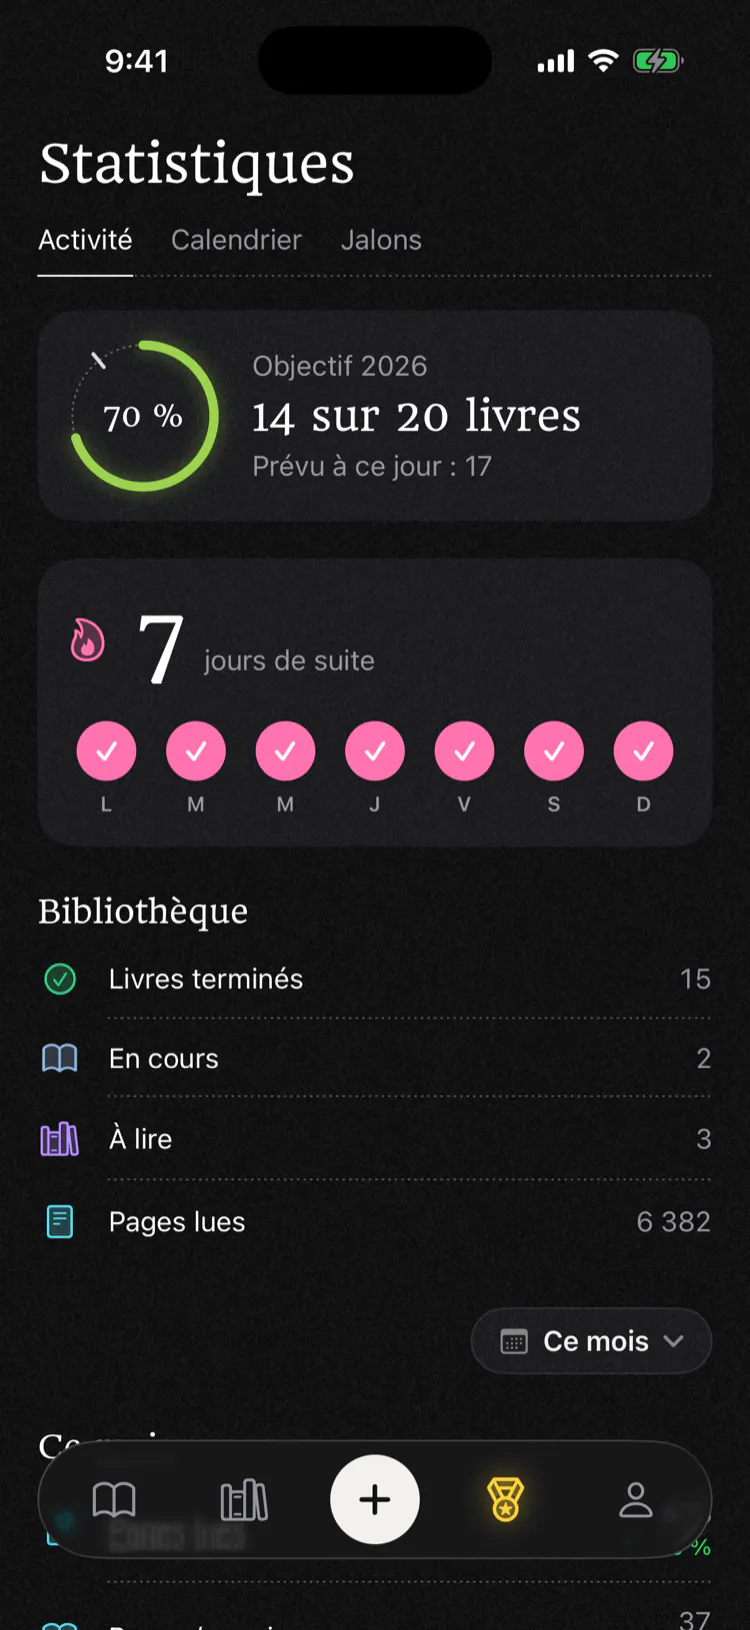 9:41
Statistiques
Activité Calendrier Jalons
70 %
Objectif 2026
14 sur 20 livres
Prévu à ce jour : 17
7 jours de suite
L M M J V S D
Bibliothèque
Livres terminés 15
En cours 2
À lire 3
Pages lues 6 382
Ce mois
%
37